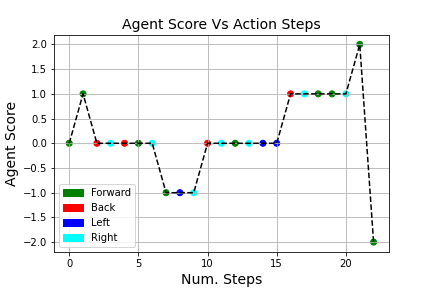 Agent Score Vs Action Steps
Agent Score
2.0
1.5
1.0
0.5
0.0
−0.5
−1.0
−1.5
−2.0
Forward
Back
Left
Right
0 5 10 15 20
Num. Steps